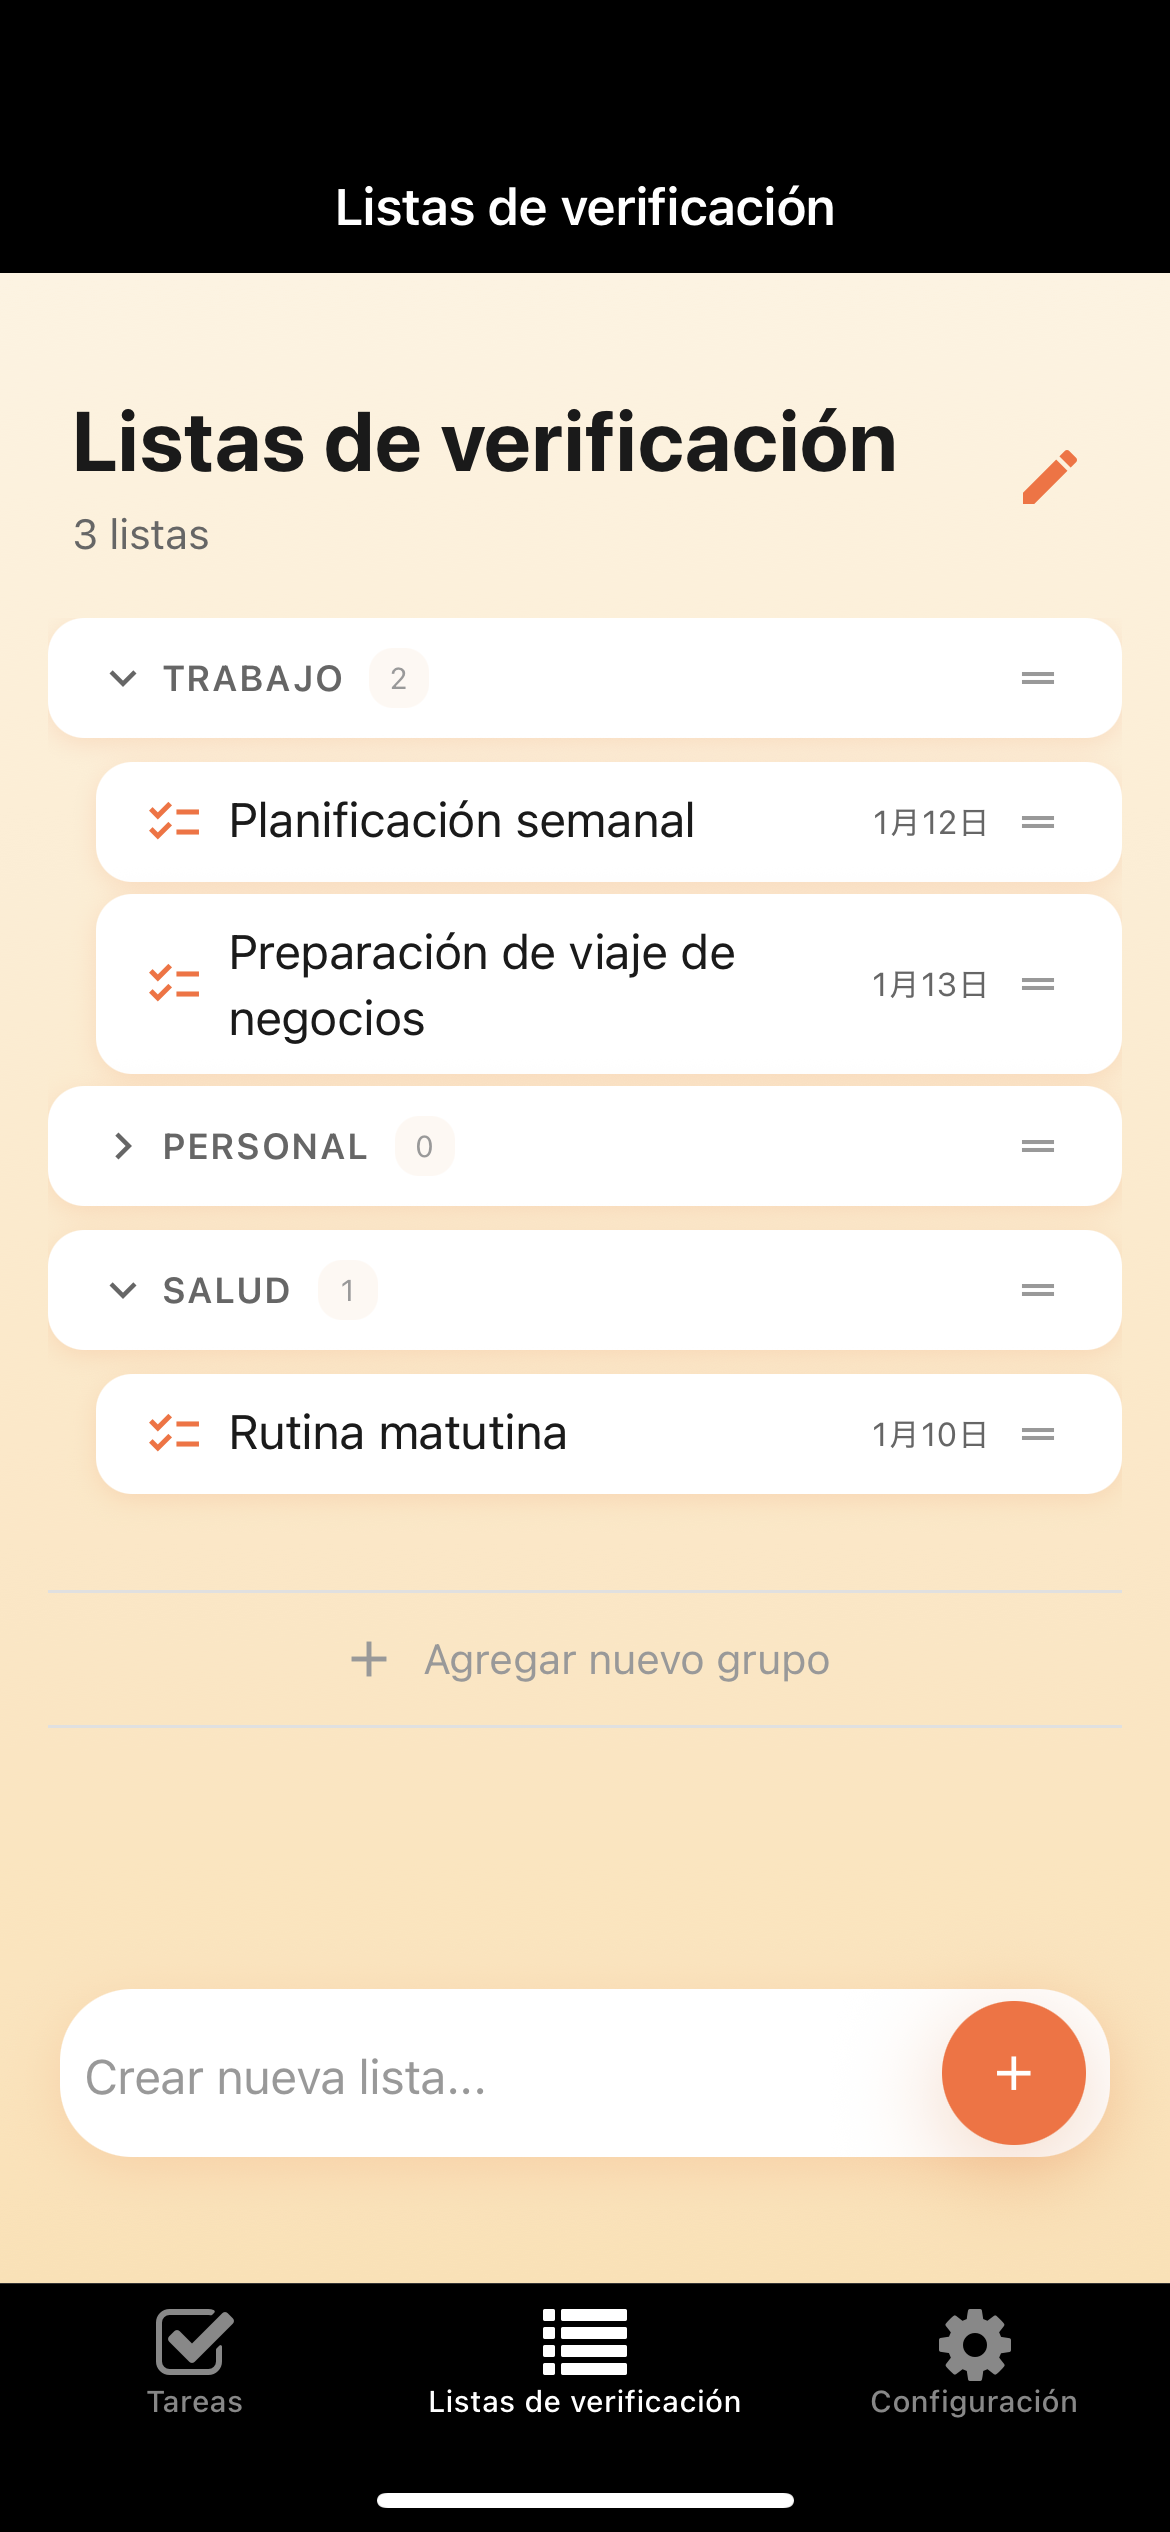 Listas de verificación
Listas de verificación
3 listas
TRABAJO 2
Planificación semanal 1月12日
Preparación de viaje de
negocios 1月13日
PERSONAL 0
SALUD 1
Rutina matutina 1月10日
Agregar nuevo grupo
Crear nueva lista...
Tareas
Listas de verificación
Configuración